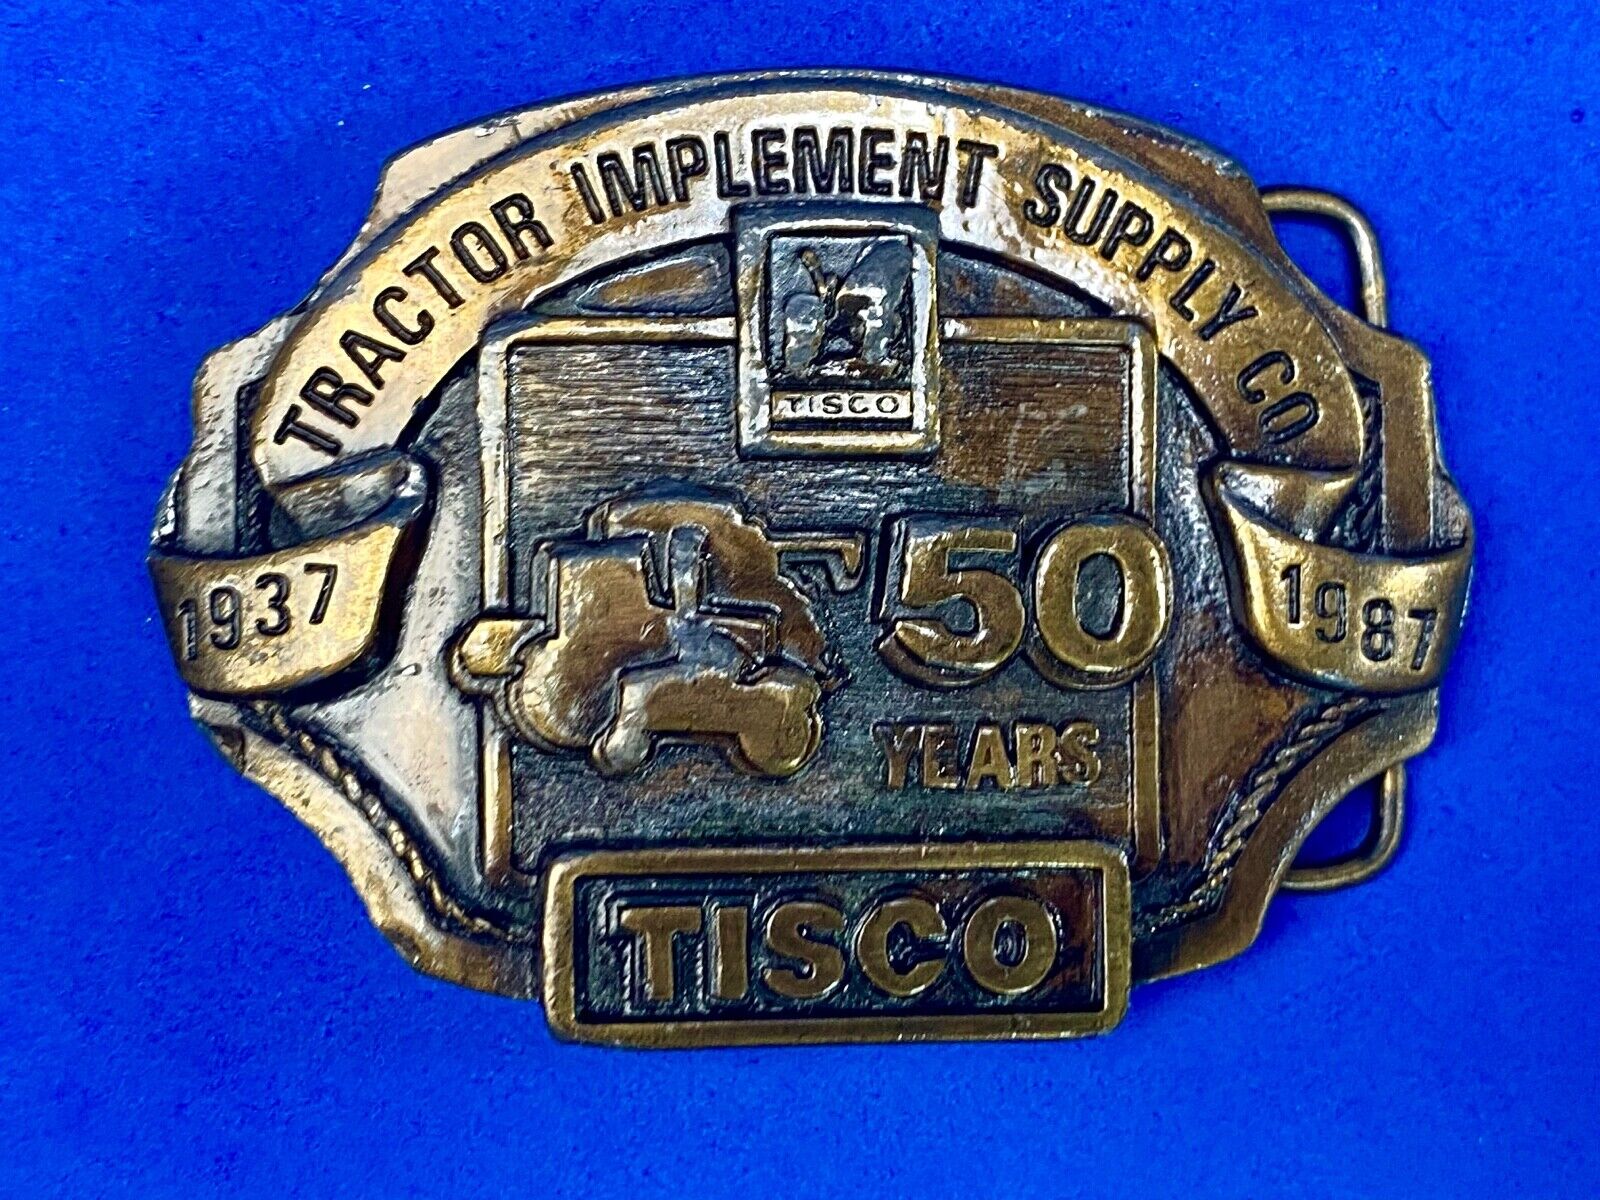 TRACTOR IMPLEMENT SUPPLY CO
TISCO
1937
1987
50
YEARS
TISCO